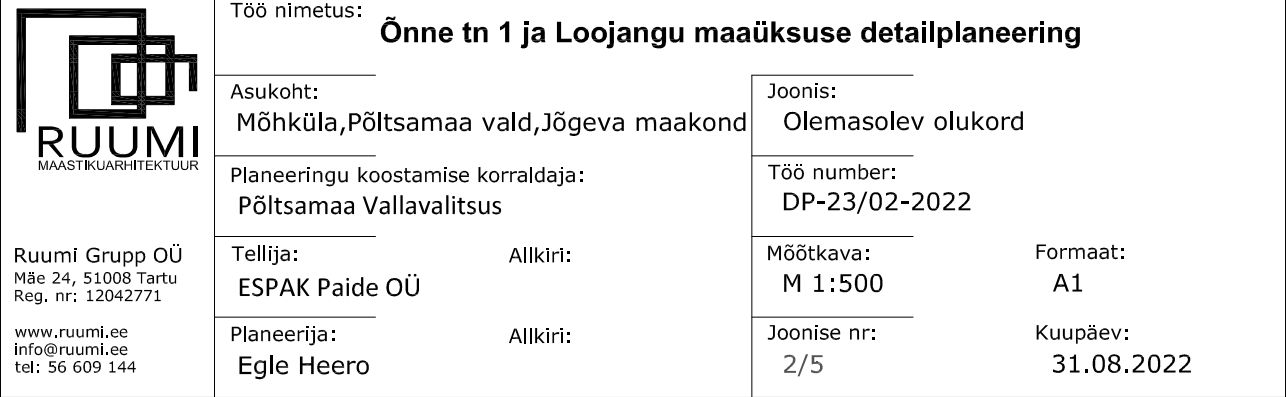 RUUMI
MAASTIKUARHITEKTUUR
Ruumi Grupp OÜ
Mäe 24, 51008 Tartu
Reg. nr: 12042771
www.ruumi.ee
info@ruumi.ee
tel: 56 609 144
Töö nimetus:
Õnne tn 1 ja Loojangu maaüksuse detailplaneering
Asukoht:
Mõhküla,Põltsamaa vald,Jõgeva maakond
Joonis:
Olemasolev olukord
Planeeringu koostamise korraldaja:
Põltsamaa Vallavalitsus
Töö number:
DP-23/02-2022
Tellija: Allkiri:
ESPAK Paide OÜ
Mõõtkava: Formaat:
M 1:500 A1
Planeerija: Allkiri:
Egle Heero
Joonise nr: Kuupäev:
2/5 31.08.2022